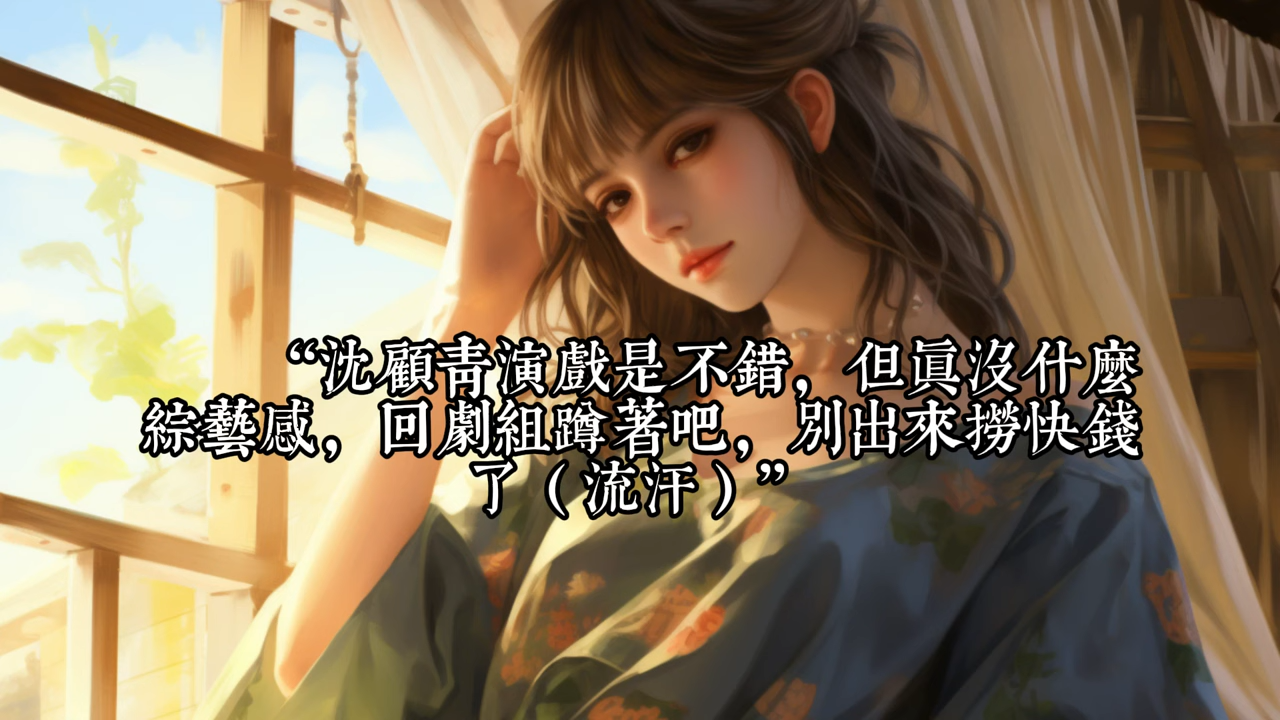 “沈顧青演戲是不錯，但眞沒什麼
綜藝感，回劇組蹲著吧，別出來撈快錢
了（流汗）”